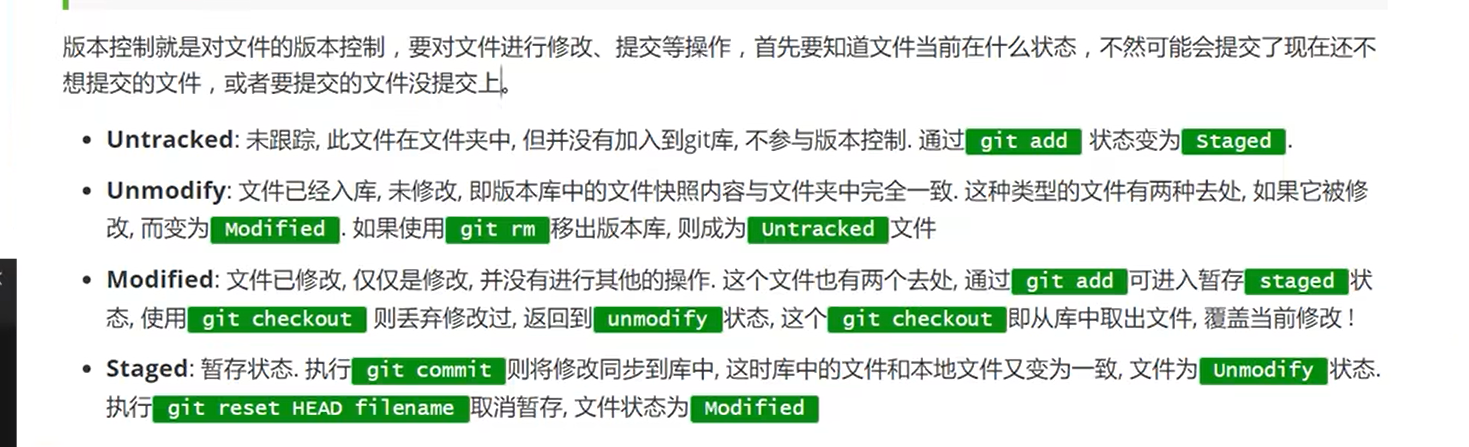 版本控制就是对文件的版本控制，要对文件进行修改、提交等操作，首先要知道文件当前在什么状态，不然可能会提交了现在还不
想提交的文件，或者要提交的文件没提交上。
• Untracked: 未跟踪, 此文件在文件夹中, 但并没有加入到git库, 不参与版本控制. 通过 git add 状态变为 Staged .
• Unmodify: 文件已经入库, 未修改, 即版本库中的文件快照内容与文件夹中完全一致. 这种类型的文件有两种去处, 如果它被修
改, 而变为 Modified . 如果使用 git rm 移出版本库, 则成为 Untracked 文件
• Modified: 文件已修改, 仅仅是修改, 并没有进行其他的操作. 这个文件也有两个去处, 通过 git add 可进入暂存 staged 状
态, 使用 git checkout 则丢弃修改过, 返回到 unmodify 状态, 这个 git checkout 即从库中取出文件, 覆盖当前修改 !
• Staged: 暂存状态. 执行 git commit 则将修改同步到库中, 这时库中的文件和本地文件又变为一致, 文件为 Unmodify 状态.
执行 git reset HEAD filename 取消暂存, 文件状态为 Modified